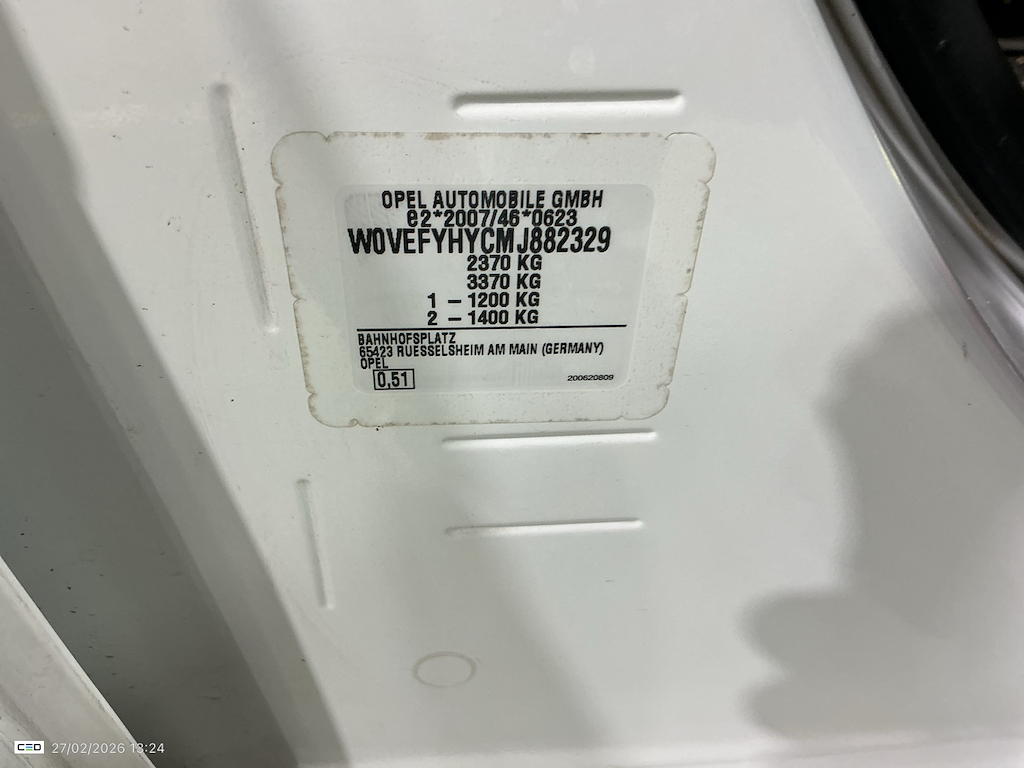 OPEL AUTOMOBILE GMBH
e2*2007/46*0623
W0VEFYHYCMJ882329
2370 KG
3370 KG
1 - 1200 KG
2 - 1400 KG
BAHNHOFSPLATZ
65423 RUESSELSHEIM AM MAIN (GERMANY)
OPEL
0,51
200620809
CEO 27/02/2026 13:24